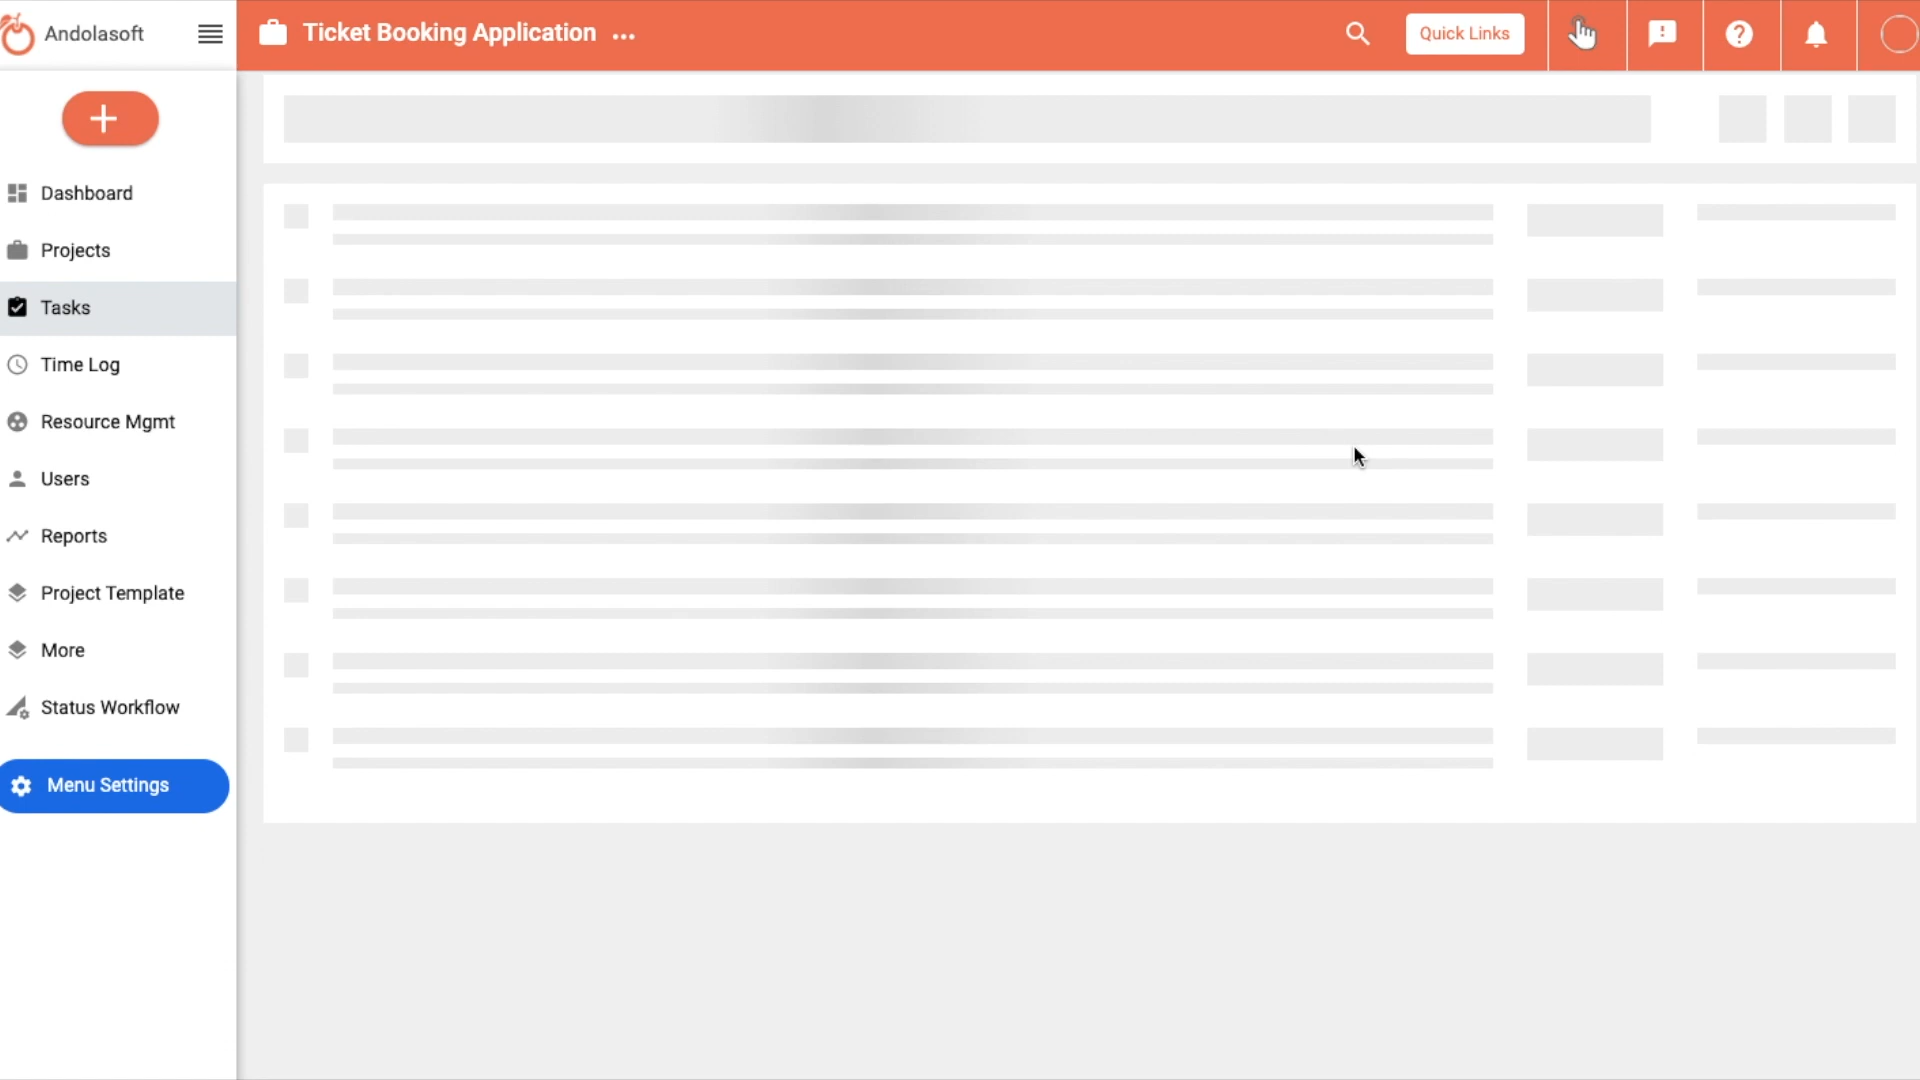 Andolasoft
Ticket Booking Application
Quick Links
Dashboard
Projects
Tasks
Time Log
Resource Mgmt
Users
Reports
Project Template
More
Status Workflow
Menu Settings